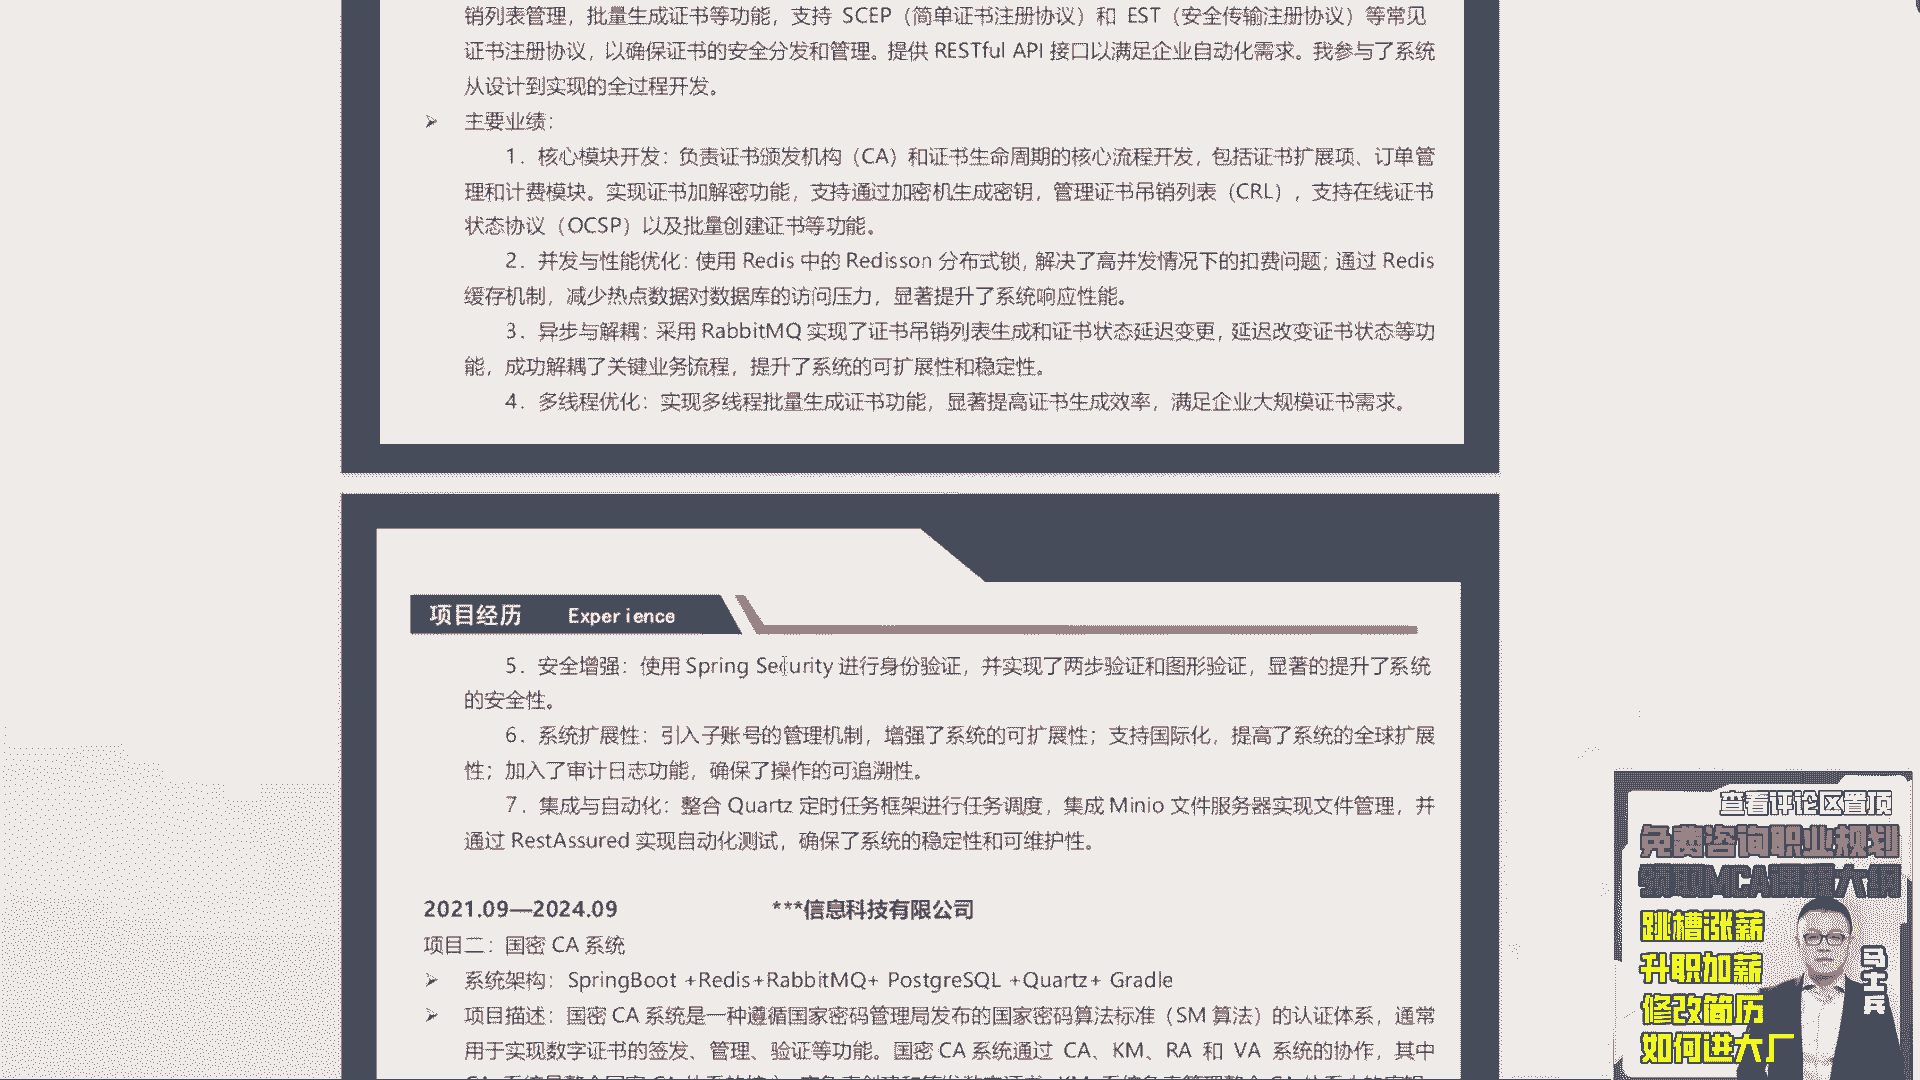 销列表管理，批量生成证书等功能，支持 SCEP（简单证书注册协议）和 EST（安全传输注册协议）等常见
证书注册协议，以确保证书的安全分发和管理。提供 RESTful API 接口以满足企业自动化需求。我参与了系统
从设计到实现的全过程开发。
主要业绩：
1．核心模块开发：负责证书颁发机构（CA）和证书生命周期的核心流程开发，包括证书扩展项、订单管
理和计费模块。实现证书加解密功能，支持通过加密机生成密钥，管理证书吊销列表（CRL），支持在线证书
状态协议（OCSP）以及批量创建证书等功能。
2．并发与性能优化：使用 Redis 中的 Redisson 分布式锁，解决了高并发情况下的扣费问题；通过 Redis
缓存机制，减少热点数据对数据库的访问压力，显著提升了系统响应性能。
3．异步与解耦：采用 RabbitMQ 实现了证书吊销列表生成和证书状态延迟变更，延迟改变证书状态等功
能，成功解耦了关键业务流程，提升了系统的可扩展性和稳定性。
4．多线程优化：实现多线程批量生成证书功能，显著提高证书生成效率，满足企业大规模证书需求。
项目经历 Experience
5．安全增强：使用 Spring Security 进行身份验证，并实现了两步验证和图形验证，显著的提升了系统
的安全性。
6．系统扩展性：引入子账号的管理机制，增强了系统的可扩展性；支持国际化，提高了系统的全球扩展
性；加入了审计日志功能，确保了操作的可追溯性。
7．集成与自动化：整合 Quartz 定时任务框架进行任务调度，集成 Minio 文件服务器实现文件管理，并
通过 RestAssured 实现自动化测试，确保了系统的稳定性和可维护性。
2021.09—2024.09 ***信息科技有限公司
项目二：国密 CA 系统
系统架构：SpringBoot +Redis+RabbitMQ+ PostgreSQL +Quartz+ Gradle
项目描述：国密 CA 系统是一种遵循国家密码管理局发布的国家密码算法标准（SM 算法）的认证体系，通常
用于实现数字证书的签发、管理、验证等功能。国密 CA 系统通过 CA、KM、RA 和 VA 系统的协作，其中
查看评论区置顶
免费咨询职业规划
领取MCA课程大纲
跳槽涨薪
升职加薪
修改简历
如何进大厂
马士兵